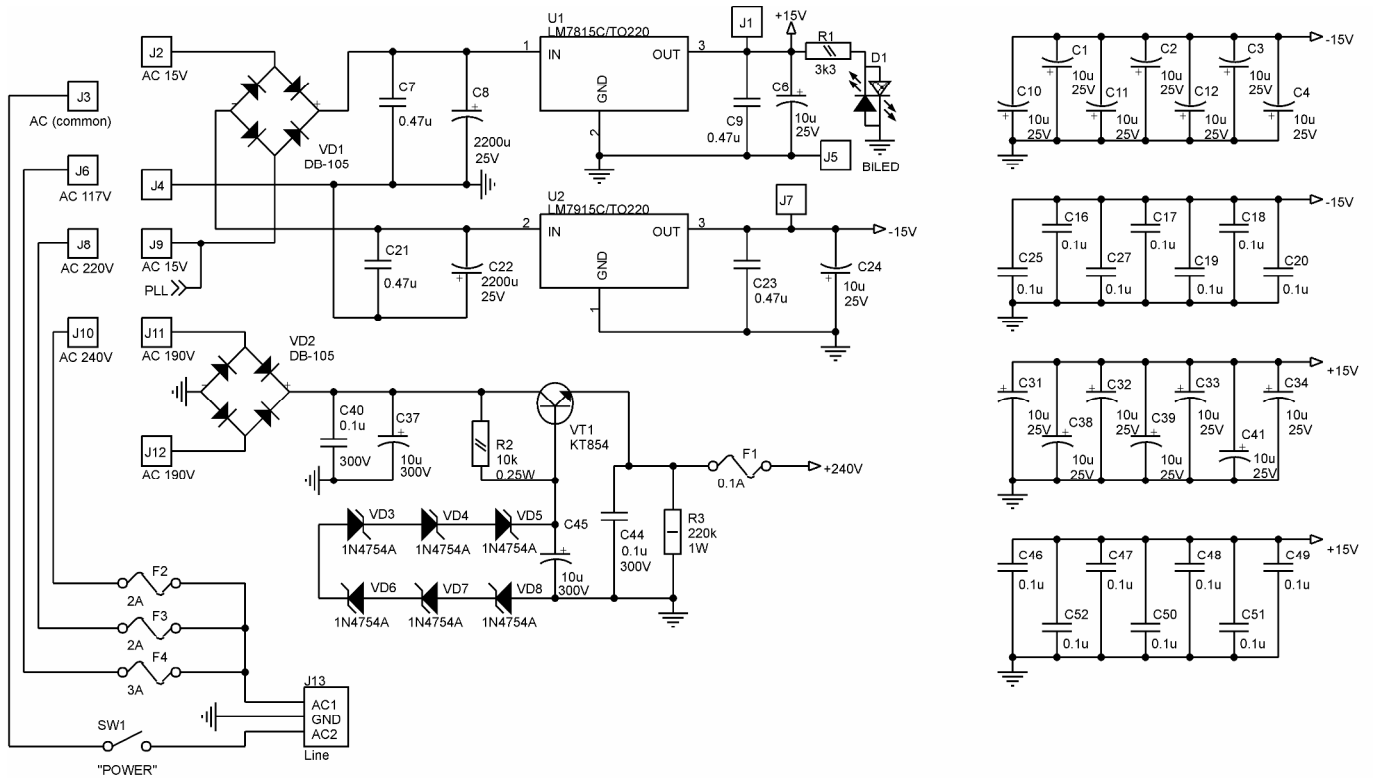 J2
AC 15V
J3
AC (common)
J6
AC 117V
J4
J8
AC 220V
J9
AC 15V
PLL
J10
AC 240V
J11
AC 190V
J12
AC 190V
-
+
VD1
DB-105
C7
0.47u
+
C8
2200u
25V
U1
LM7815C/TO220
1
IN
OUT
3
GND
2
J1
+15V
R1
3k3
D1
C9
0.47u
+
C6
10u
25V
J5
BILED
C21
0.47u
+
C22
2200u
25V
U2
LM7915C/TO220
2
IN
OUT
3
GND
1
J7
-15V
C23
0.47u
+
C24
10u
25V
VD2
DB-105
-
+
C40
0.1u
300V
+
C37
10u
300V
R2
10k
0.25W
VT1
KT854
VD3
1N4754A
VD4
1N4754A
VD5
1N4754A
VD6
1N4754A
VD7
1N4754A
VD8
1N4754A
C45
+
10u
300V
C44
0.1u
300V
R3
220k
1W
F1
0.1A
+240V
F2
2A
F3
2A
F4
3A
J13
AC1
GND
AC2
Line
SW1
"POWER"
-15V
C1
+
10u
25V
C2
+
10u
25V
C3
+
10u
25V
C10
+
10u
25V
C11
+
10u
25V
C12
+
10u
25V
C4
+
10u
25V
-15V
C16
0.1u
C17
0.1u
C18
0.1u
C25
0.1u
C27
0.1u
C19
0.1u
C20
0.1u
+15V
+
C31
10u
25V
+
C32
10u
25V
+
C33
10u
25V
+
C34
10u
25V
+
C38
10u
25V
+
C39
10u
25V
+
C41
10u
25V
+15V
C46
0.1u
C47
0.1u
C48
0.1u
C49
0.1u
C52
0.1u
C50
0.1u
C51
0.1u